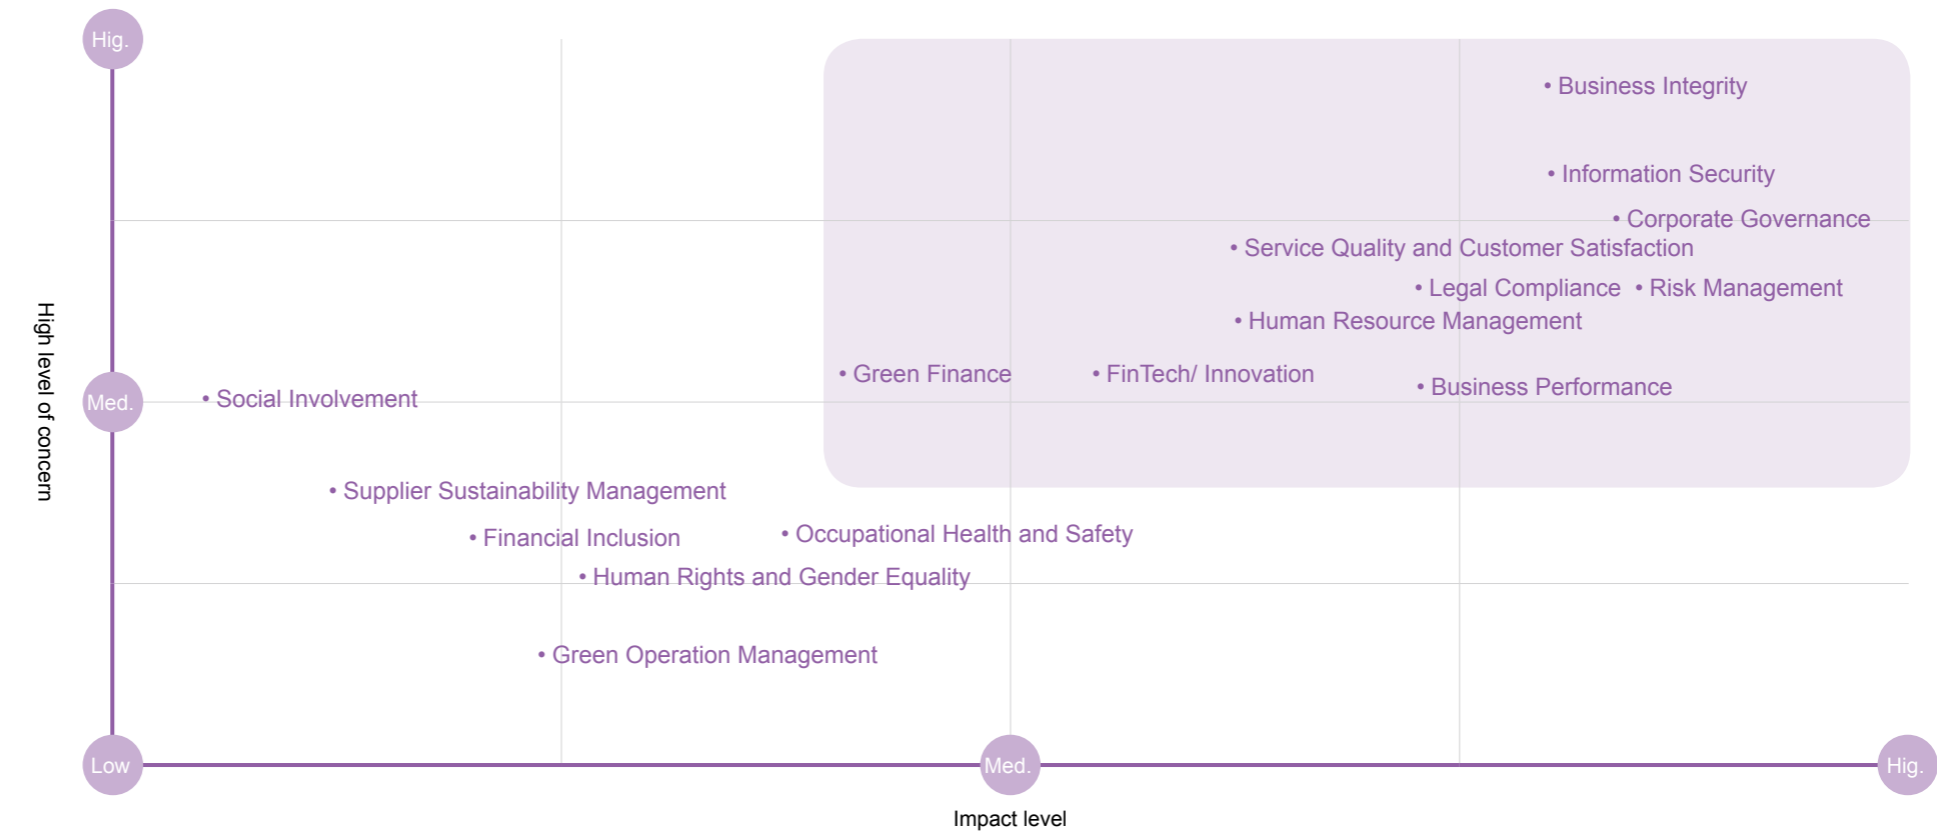 Hig.
• Business Integrity
• Information Security
• Corporate Governance
• Service Quality and Customer Satisfaction
• Legal Compliance
• Risk Management
• Human Resource Management
• Green Finance
• FinTech/ Innovation
• Business Performance
High level of concern
Med.
• Social Involvement
• Supplier Sustainability Management
• Financial Inclusion
• Occupational Health and Safety
• Human Rights and Gender Equality
• Green Operation Management
Low
Med.
Hig.
Impact level